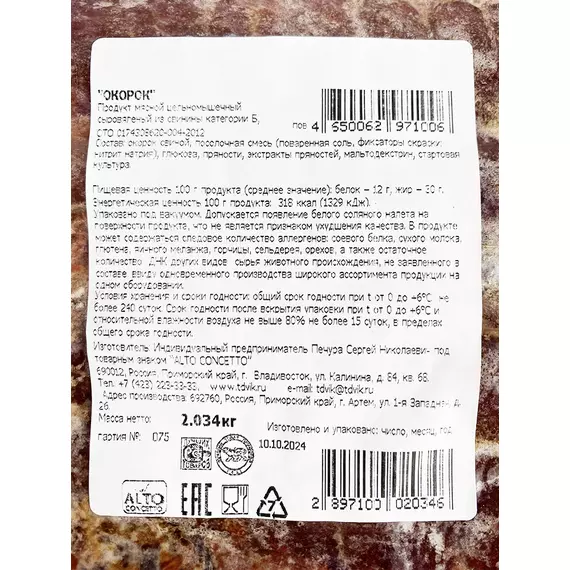 "ОКОРОК"
Продукт мясной цельномышечный
сыровяленый из свинины категории Б,
СТО 0174308620-004-2012
пов
4 650062 971006
Состав: окорок свиной, посолочная смесь (поваренная соль, фиксаторы окраски:
нитрит натрия), глюкоза, пряности, экстракты пряностей, мальтодекстрин, стартовая
культура.
Пищевая ценность 100 г продукта (среднее значение): белок – 12 г, жир – 30 г.
Энергетическая ценность 100 г продукта: 318 ккал (1329 кДж).
Упаковано под вакуумом. Допускается появление белого соляного налета на
поверхности продукта, что не является признаком ухудшения качества. В продукте
может содержаться следовое количество аллергенов: соевого белка, сухого молока,
глютена, яичного меланжа, горчицы, сельдерея, орехов, а также остаточное
количество ДНК других видов сырья животного происхождения, не заявленного в
составе ввиду одновременного производства широкого ассортимента продукции на
одном оборудовании.
Условия хранения и сроки годности: общий срок годности при t от 0 до +6°С не
более 240 суток. Срок годности после вскрытия упаковки при t от 0 до +6°С и
относительной влажности воздуха не выше 80% не более 15 суток, в пределах
общего срока годности.
Изготовитель: Индивидуальный предприниматель Печура Сергей Николаевич под
товарным знаком "ALTO CONCETTO"
690012, Россия, Приморский край, г. Владивосток, ул. Калинина, д. 84, кв. 68.
Тел. +7 (423) 223-33-33, www.tdvik.ru e-mail: tdvik@tdvik.ru
Адрес производства: 692760, Россия, Приморский край, г. Артем, ул. 1-я Западная, д.
26.
Масса нетто: 2.034кг
Изготовлено и упаковано: число, месяц, год
партия №: 075
10.10.2024
ALTO
CONCETTO
EAC
7
2 897100 020346